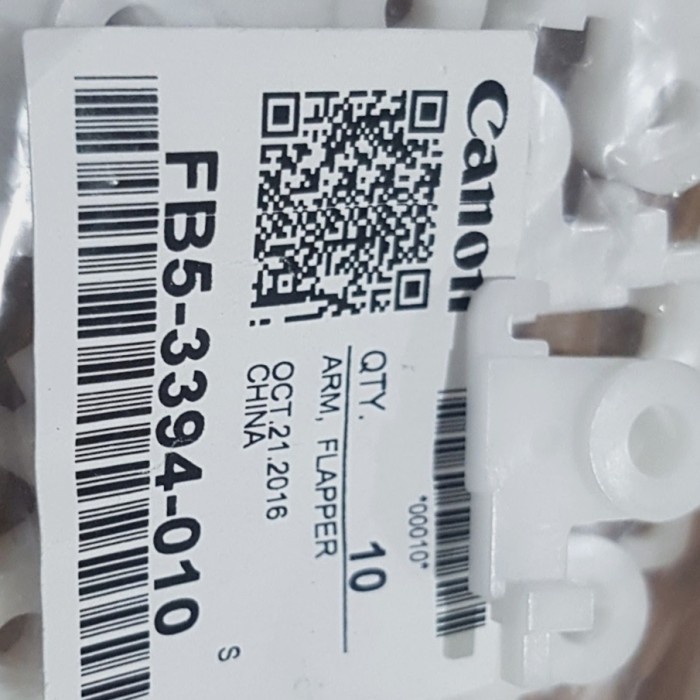 Canon
*00010*
QTY. 10
ARM, FLAPPER
OCT.21.2016
CHINA
S
FB5-3394-010